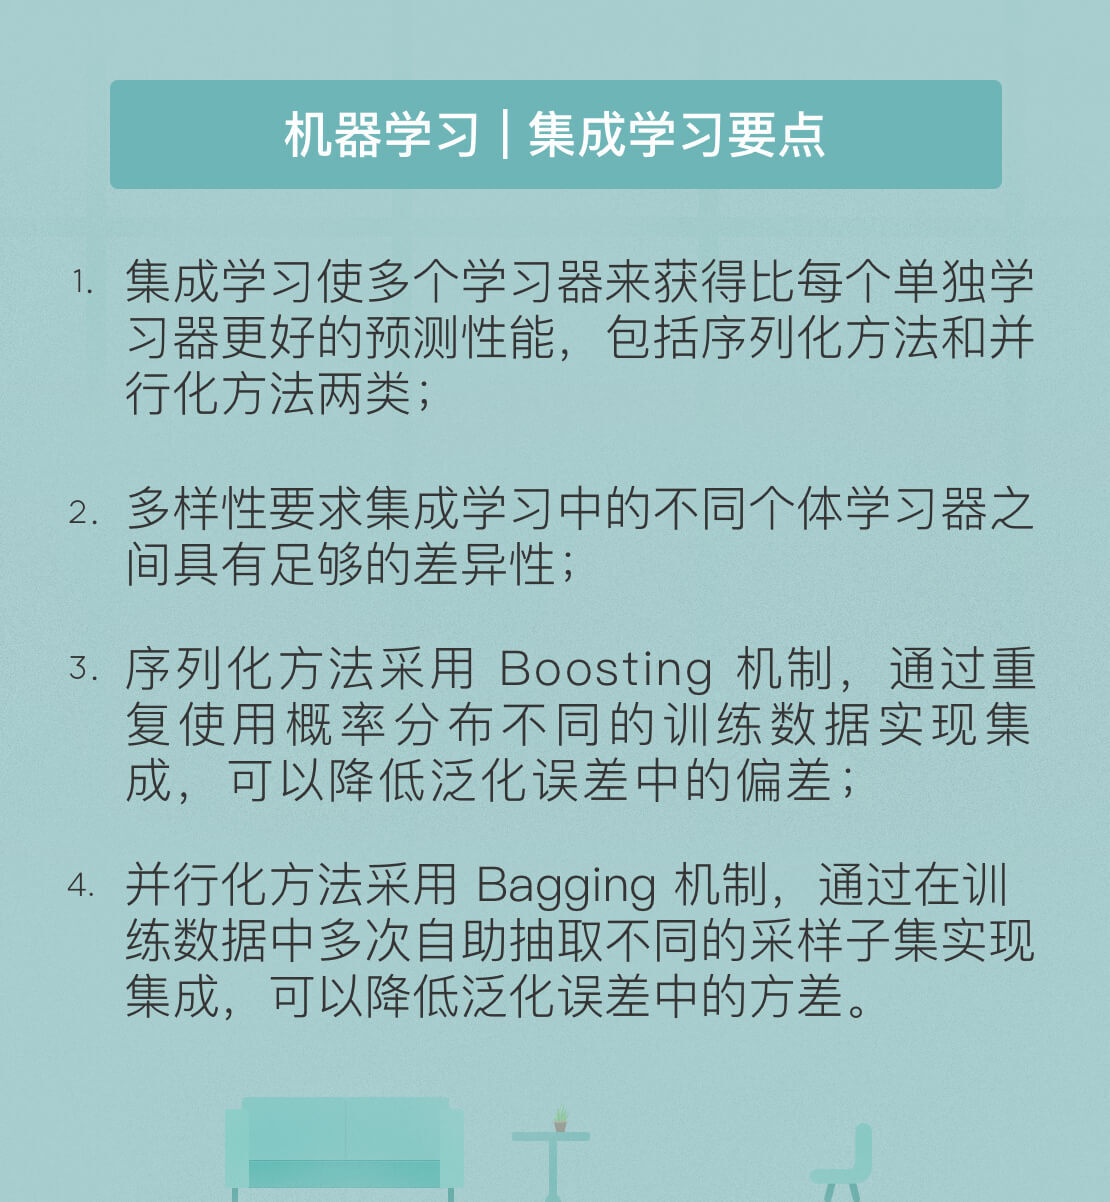 机器学习｜集成学习要点
1. 集成学习使多个学习器来获得比每个单独学
习器更好的预测性能，包括序列化方法和并
行化方法两类；
2. 多样性要求集成学习中的不同个体学习器之
间具有足够的差异性；
3. 序列化方法采用 Boosting 机制，通过重
复使用概率分布不同的训练数据实现集
成，可以降低泛化误差中的偏差；
4. 并行化方法采用 Bagging 机制，通过在训
练数据中多次自助抽取不同的采样子集实现
集成，可以降低泛化误差中的方差。